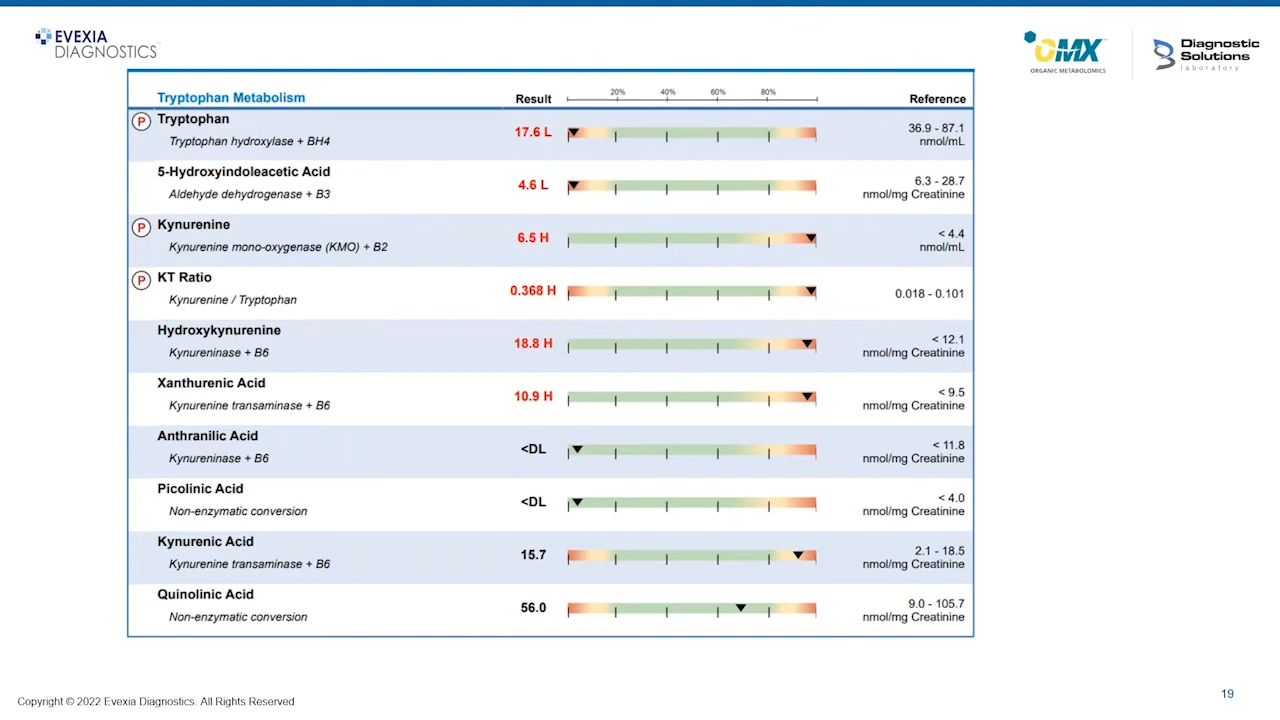 EVEXIA
DIAGNOSTICS™
OMX™
ORGANIC METABOLOMICS
Diagnostic
Solutions
laboratory
Tryptophan Metabolism Result 20% 40% 60% 80% Reference
P Tryptophan
Tryptophan hydroxylase + BH4
17.6 L
36.9 - 87.1
nmol/mL
5-Hydroxyindoleacetic Acid
Aldehyde dehydrogenase + B3
4.6 L
6.3 - 28.7
nmol/mg Creatinine
P Kynurenine
Kynurenine mono-oxygenase (KMO) + B2
6.5 H
< 4.4
nmol/mL
P KT Ratio
Kynurenine / Tryptophan
0.368 H
0.018 - 0.101
Hydroxykynurenine
Kynureninase + B6
18.8 H
< 12.1
nmol/mg Creatinine
Xanthurenic Acid
Kynurenine transaminase + B6
10.9 H
< 9.5
nmol/mg Creatinine
Anthranilic Acid
Kynureninase + B6
<DL
< 11.8
nmol/mg Creatinine
Picolinic Acid
Non-enzymatic conversion
<DL
< 4.0
nmol/mg Creatinine
Kynurenic Acid
Kynurenine transaminase + B6
15.7
2.1 - 18.5
nmol/mg Creatinine
Quinolinic Acid
Non-enzymatic conversion
56.0
9.0 - 105.7
nmol/mg Creatinine
Copyright © 2022 Evexia Diagnostics. All Rights Reserved
19